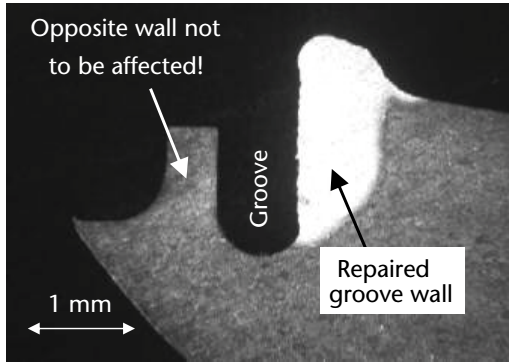 Opposite wall not
to be affected!
Groove
Repaired
groove wall
1 mm